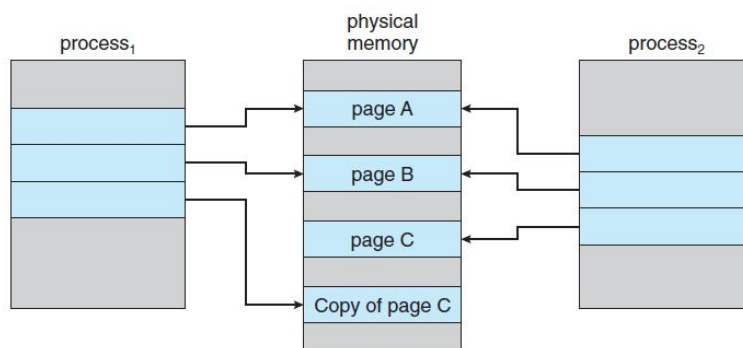 process₁
physical
memory
process₂
page A
page B
page C
Copy of page C